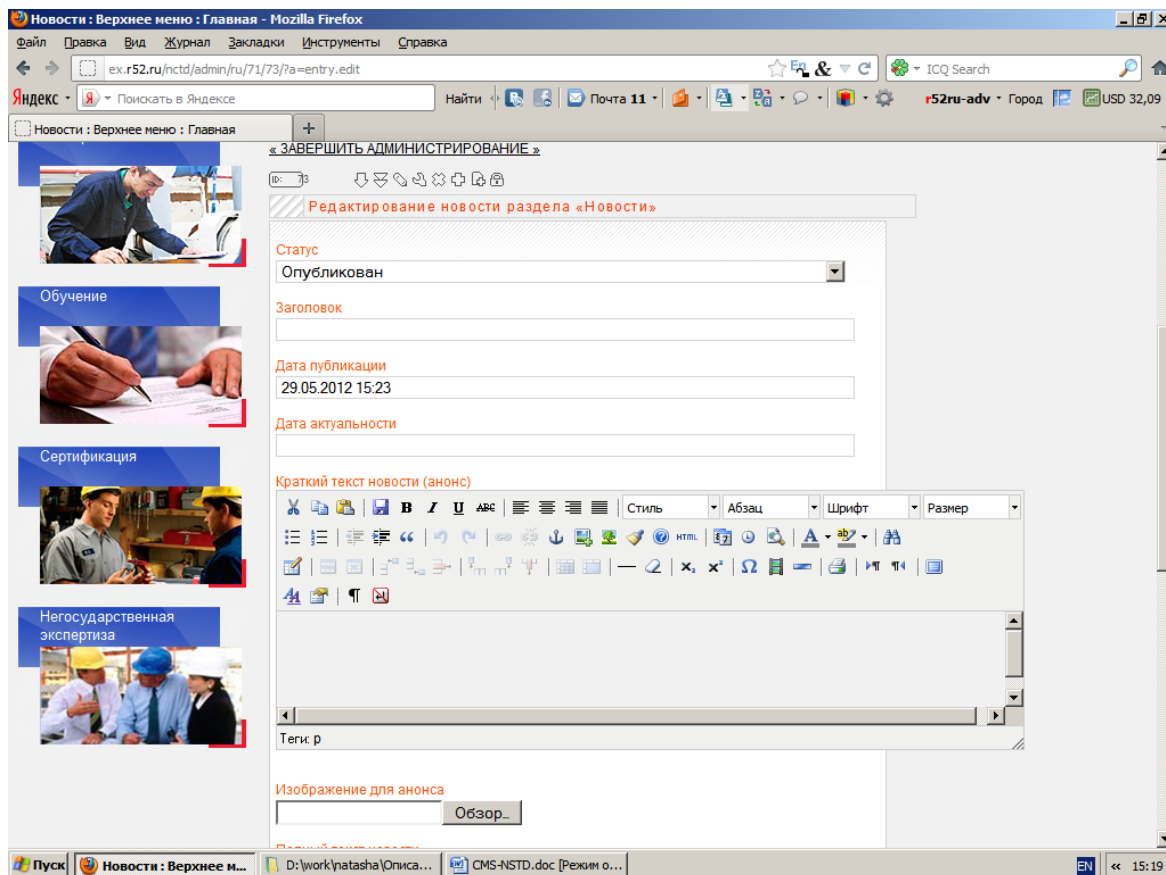 Новости : Верхнее меню : Главная - Mozilla Firefox
Файл Правка Вид Журнал Закладки Инструменты Справка
ex.r52.ru/nctd/admin/ru/71/73/?a=entry.edit ICQ Search
Яндекс Я Поискать в Яндексе Найти Почта 11 r52ru-adv Город USD 32,09
Новости : Верхнее меню : Главная +
« ЗАВЕРШИТЬ АДМИНИСТРИРОВАНИЕ »
ID: 73
Редактирование новости раздела «Новости»
Статус
Опубликован
Обучение
Заголовок
Дата публикации
29.05.2012 15:23
Дата актуальности
Сертификация
Краткий текст новости (анонс)
B I U ABC Стиль Абзац Шрифт Размер
HTML
Негосударственная
экспертиза
Теги: p
Изображение для анонса
Обзор...
Пуск Новости : Верхнее м... D:\work\natasha\Описа... CMS-NSTD.doc [Режим о... EN « 15:19